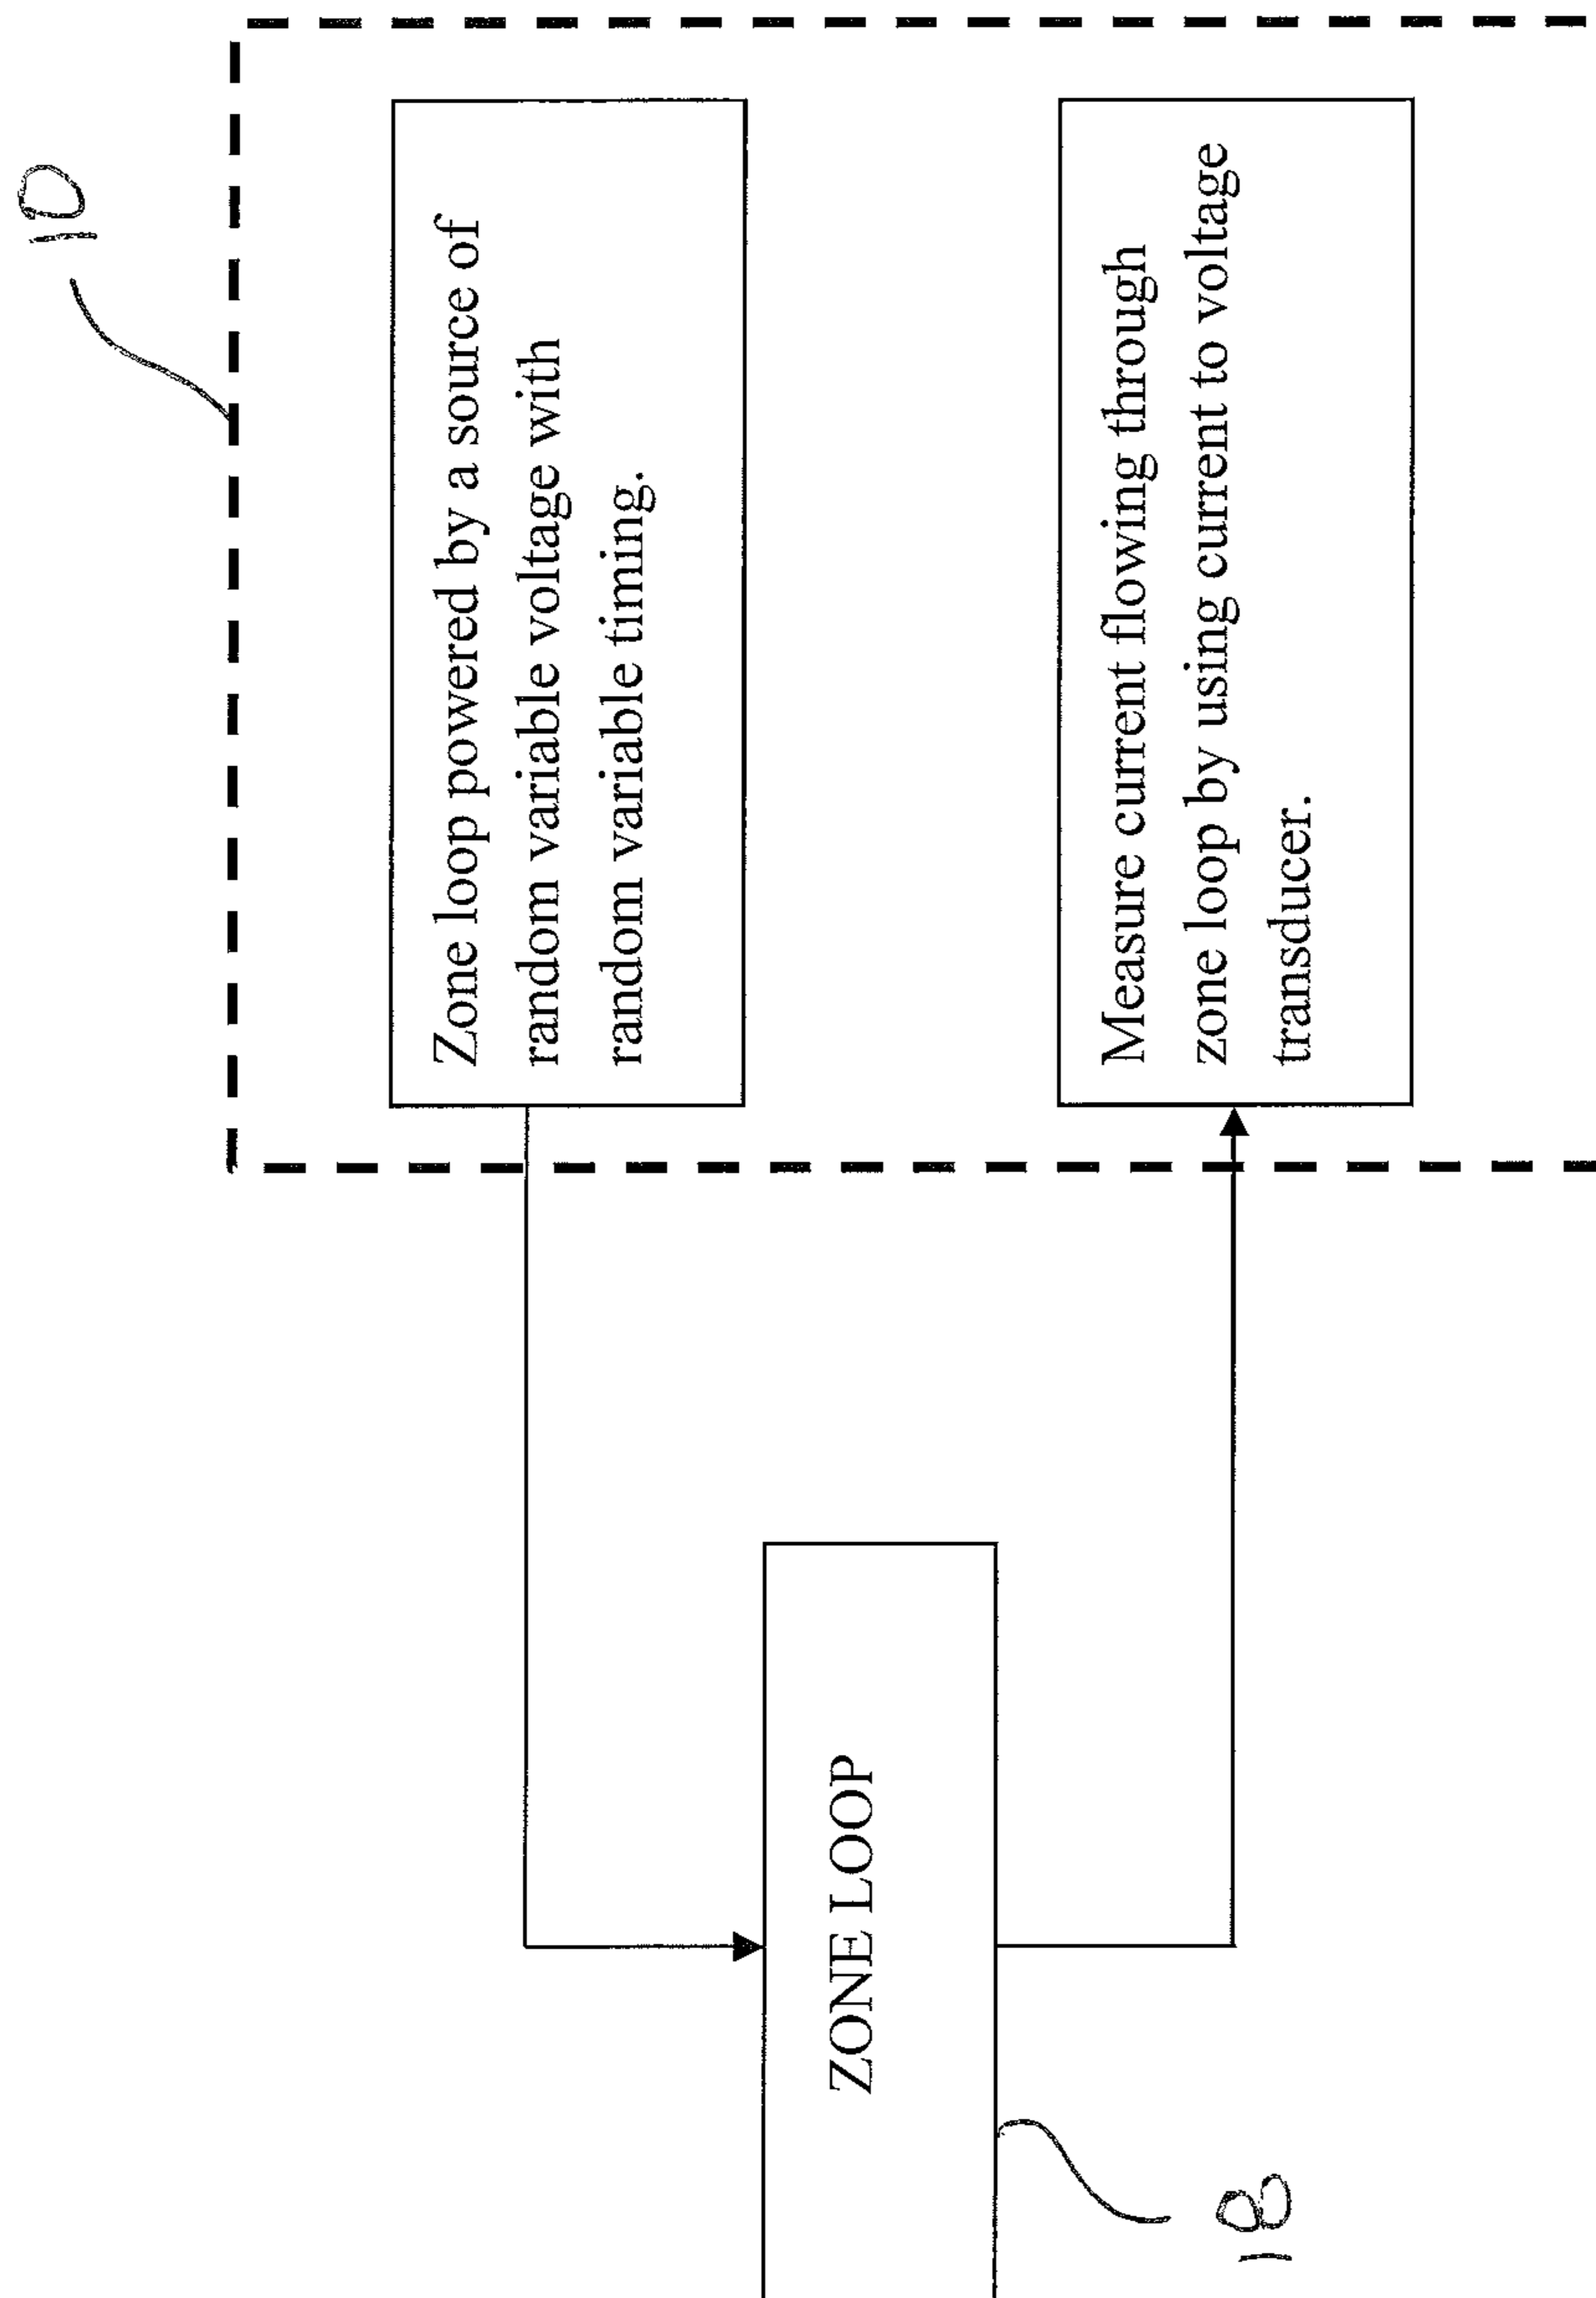 10
Zone loop powered by a source of
random variable voltage with
random variable timing.
Measure current flowing through
zone loop by using current to voltage
transducer.
ZONE LOOP
18